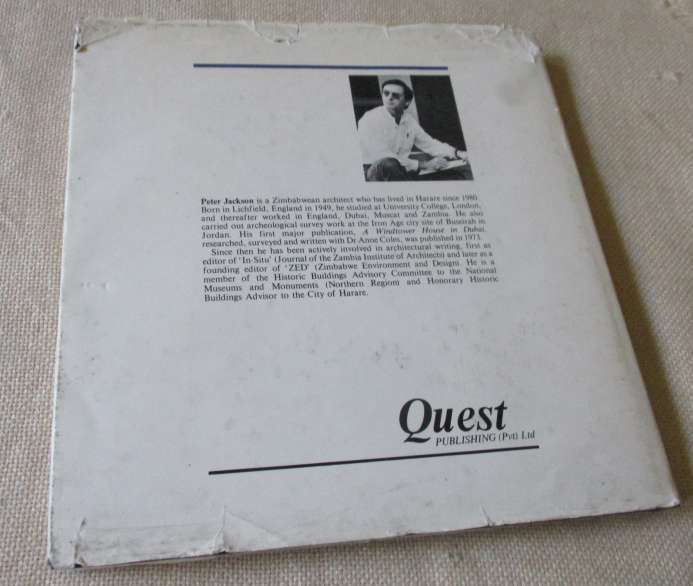 Peter Jackson is a Zimbabwean architect who has lived in Harare since 1980.
Born in Lichfield, England in 1949, he studied at University College, London,
and thereafter worked in England, Dubai, Muscat and Zambia. He also
carried out archeological survey work at the Iron Age city site of Buseirah in
Jordan. His first major publication, A Windtower House in Dubai,
researched, surveyed and written with Dr Anne Coles, was published in 1973.
Since then he has been actively involved in architectural writing, first as
editor of 'In-Situ' (Journal of the Zambia Institute of Architects) and later as a
founding editor of 'ZED' (Zimbabwe Environment and Design). He is a
member of the Historic Buildings Advisory Committee to the National
Museums and Monuments (Northern Region) and Honorary Historic
Buildings Advisor to the City of Harare.
Quest
PUBLISHING (Pvt) Ltd